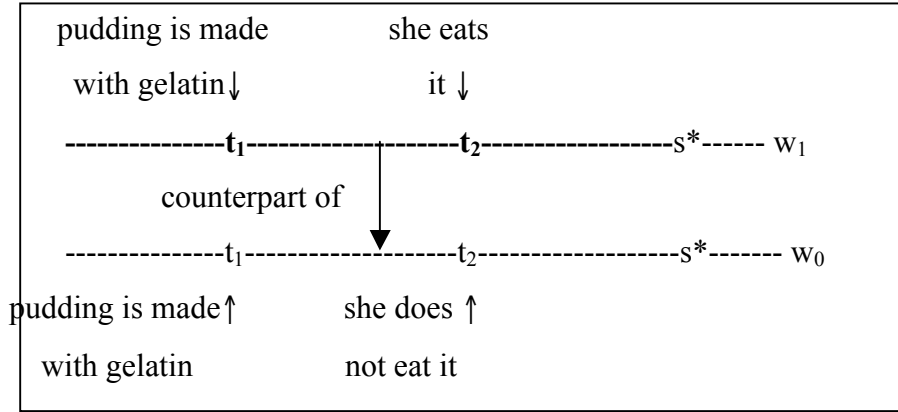 pudding is made she eats
with gelatin↓ it ↓
----------------t₁---------------------t₂--------------------s*------ w₁
counterpart of
----------------t₁---------------------t₂---------------------s*------- w₀
pudding is made↑ she does ↑
with gelatin not eat it